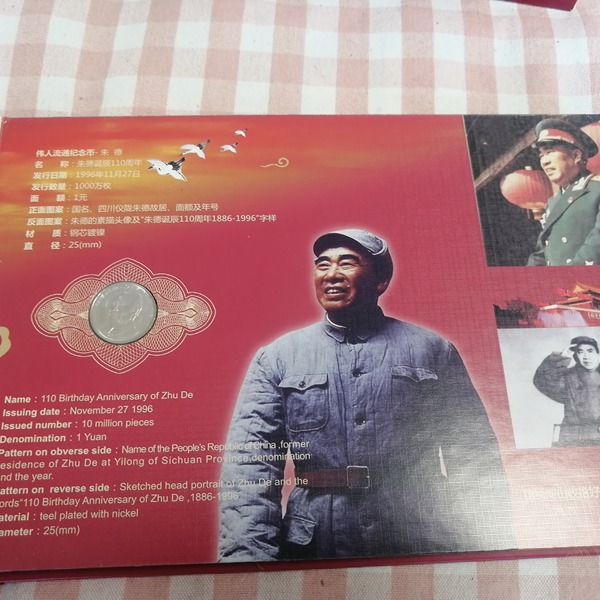 伟人流通纪念币-朱 德
名 称：朱德诞辰110周年
发行日期：1996年11月27日
发行数量：1000万枚
面 额：1元
正面图案：国名、四川仪陇朱德故居、面额及年号
反面图案：朱德的素描头像及"朱德诞辰110周年1886-1996"字样
材 质：钢芯镀镍
直 径：25(mm)
Name：110 Birthday Anniversary of Zhu De
Issuing date：November 27 1996
Issued number：10 million pieces
Denomination：1 Yuan
Pattern on obverse side：Name of the People's Republic of China ,former
esidence of Zhu De at Yilong of Sichuan Province,denomination
and the year.
attern on reverse side：Sketched head portrait of Zhu De and the
ords"110 Birthday Anniversary of Zhu De ,1886-1996"
aterial：teel plated with nickel
ameter：25(mm)